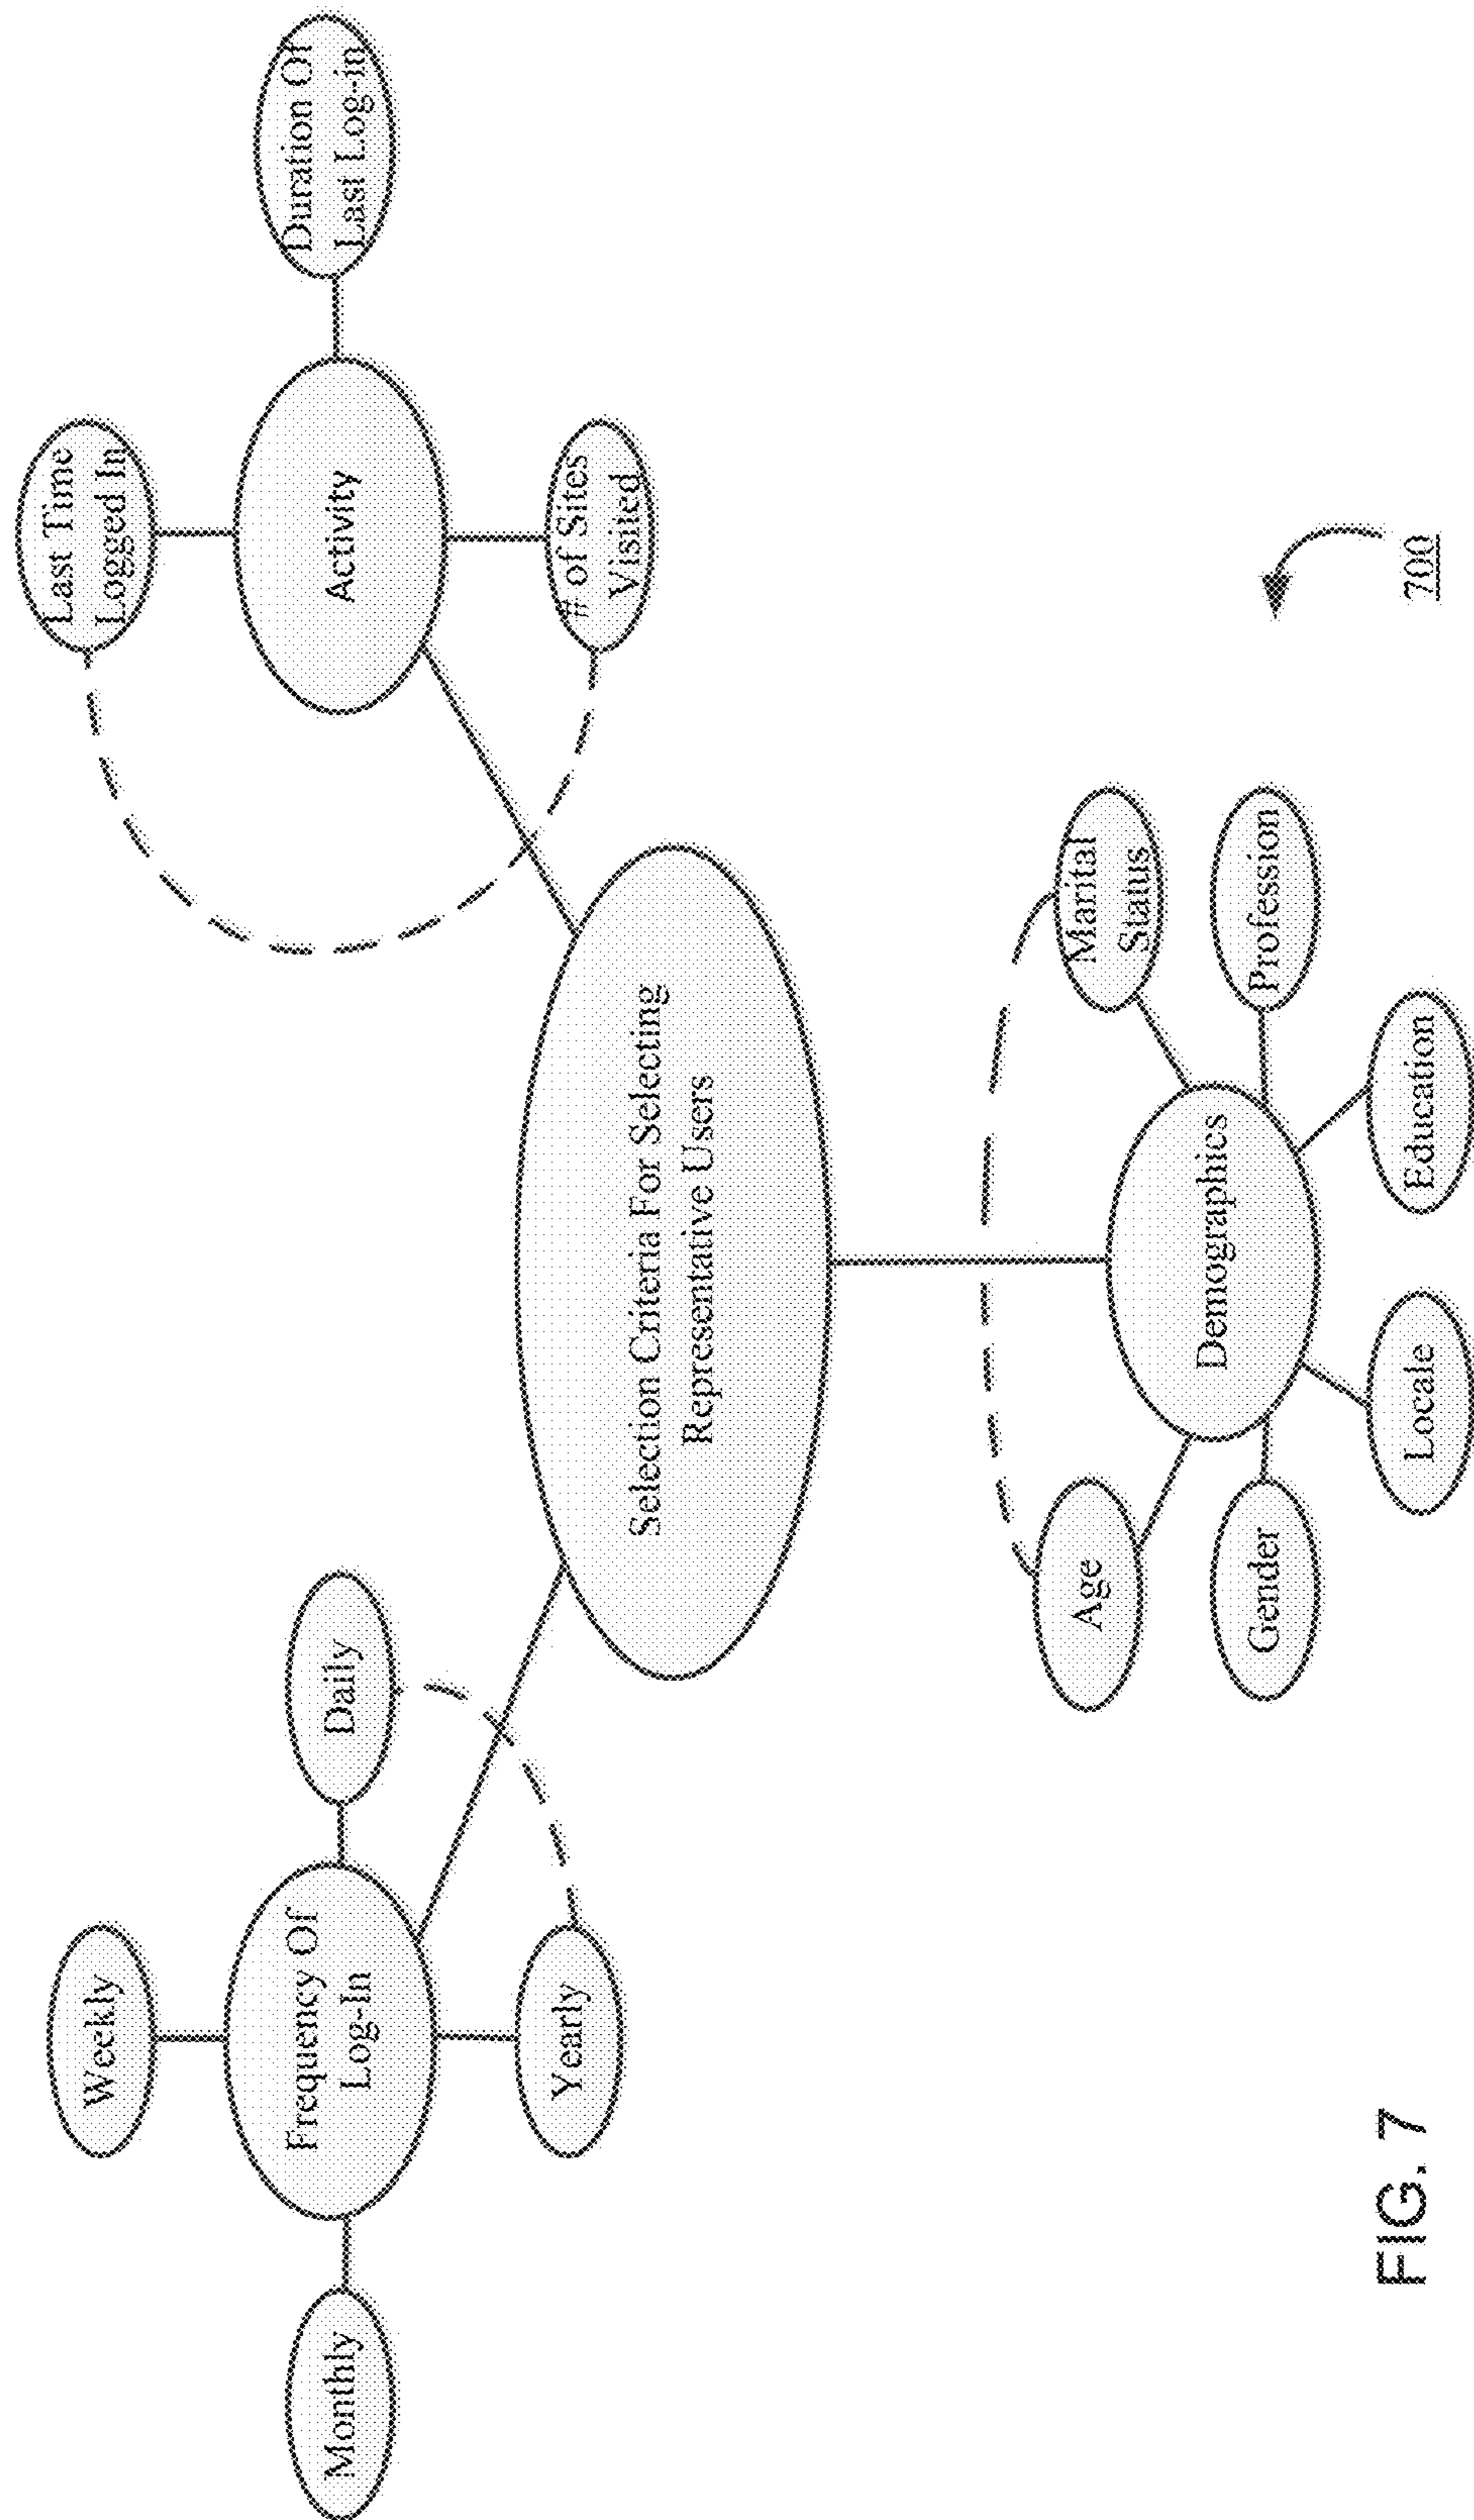 Weekly
Monthly
Frequency Of
Log-In
Daily
Yearly
Last Time
Logged In
Activity
Duration Of
Last Log-in
# of Sites
Visited
Selection Criteria For Selecting
Representative Users
Age
Marital
Status
Demographics
Gender
Profession
Locale
Education
FIG. 7
700